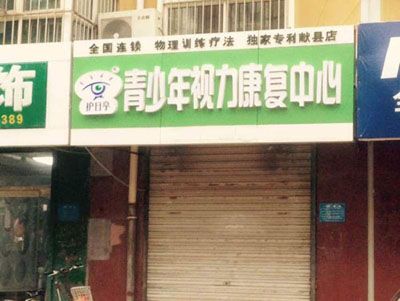 全国连锁 物理训练疗法 独家专利献县店
护目亭
青少年视力康复中心
饰
389